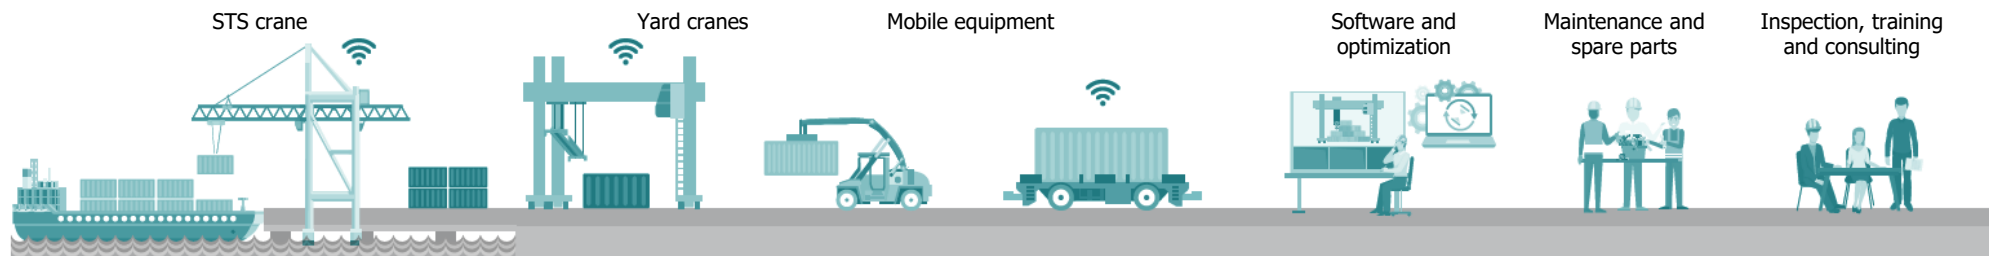 STS crane
Yard cranes
Mobile equipment
Software and
optimization
Maintenance and
spare parts
Inspection, training
and consulting